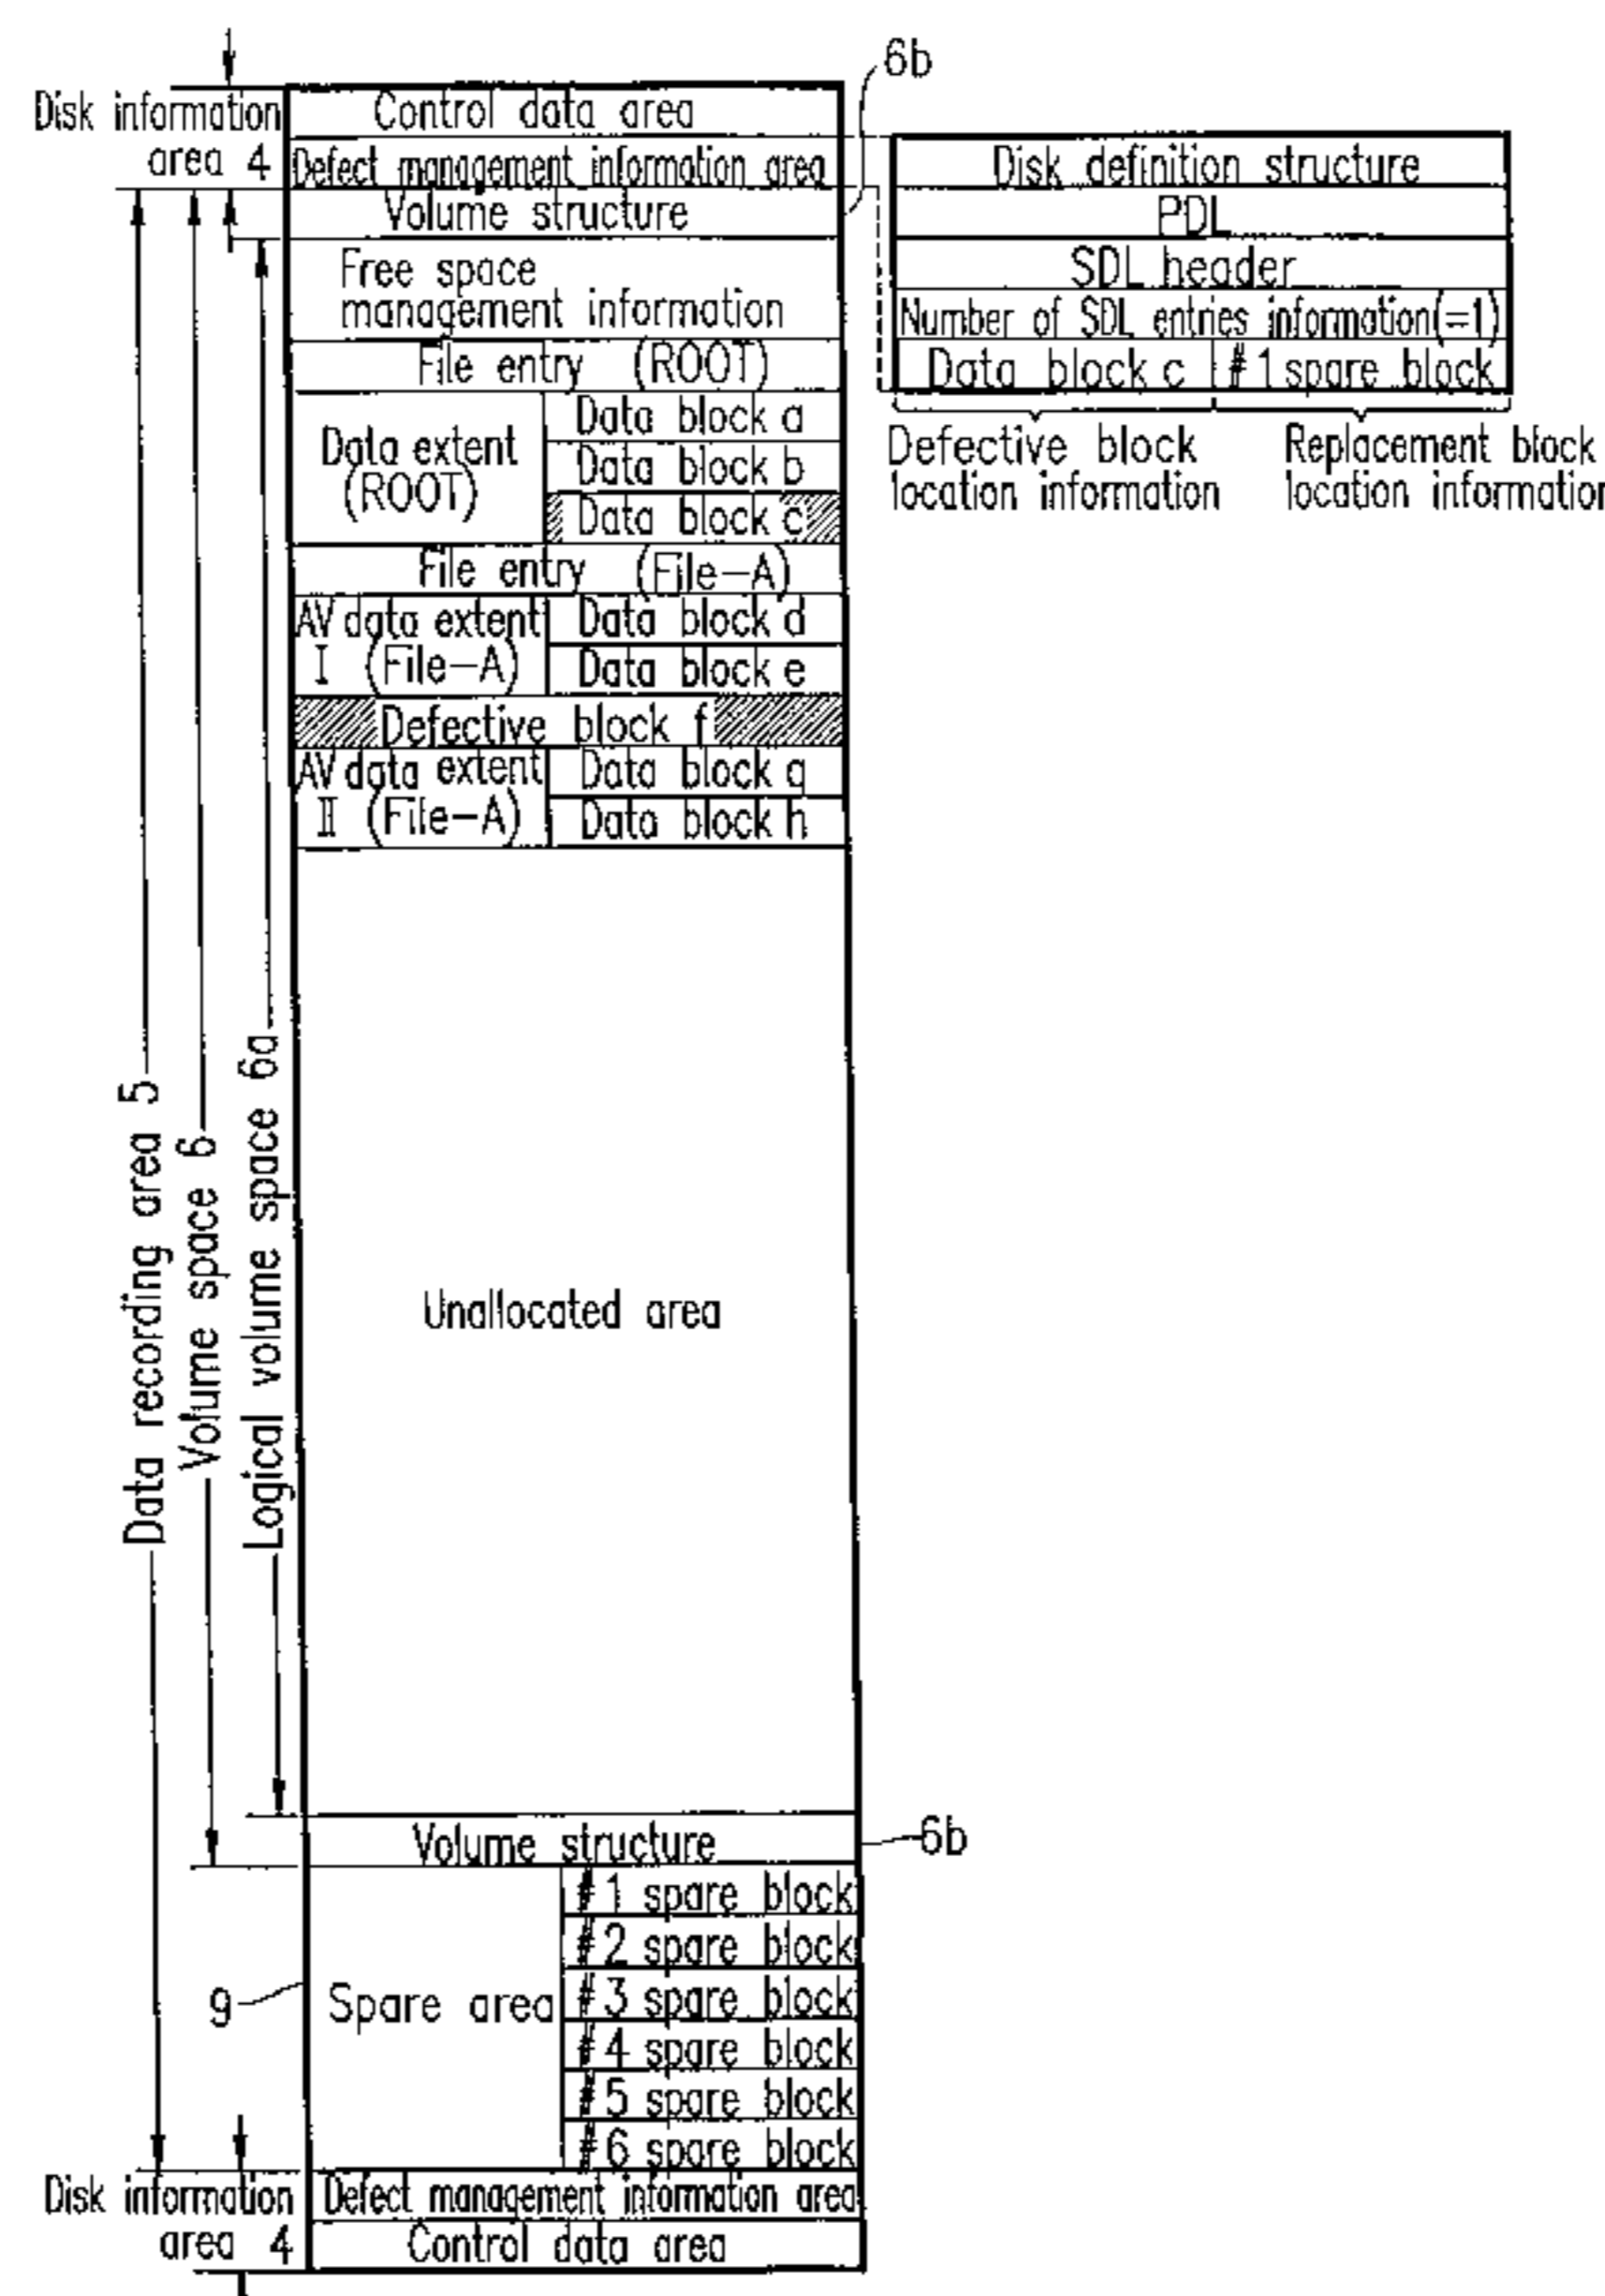 6b
Disk information
area 4
Control data area
Defect management information area
Volume structure
Free space
management information
File entry (ROOT)
Data extent
(ROOT)
Data block a
Data block b
Data block c
File entry (File-A)
AV data extent
I (File-A)
Data block d
Data block e
Defective block f
AV data extent
II (File-A)
Data block g
Data block h
Disk definition structure
PDL
SDL header
Number of SDL entries information(=1)
Data block c
#1 spare block
Defective block
location information
Replacement block
location information
Data recording area 5
Volume space 6
Logical volume space 6a
Unallocated area
Volume structure
6b
9
Spare area
#1 spare block
#2 spare block
#3 spare block
#4 spare block
#5 spare block
#6 spare block
Disk information
area 4
Defect management information area
Control data area